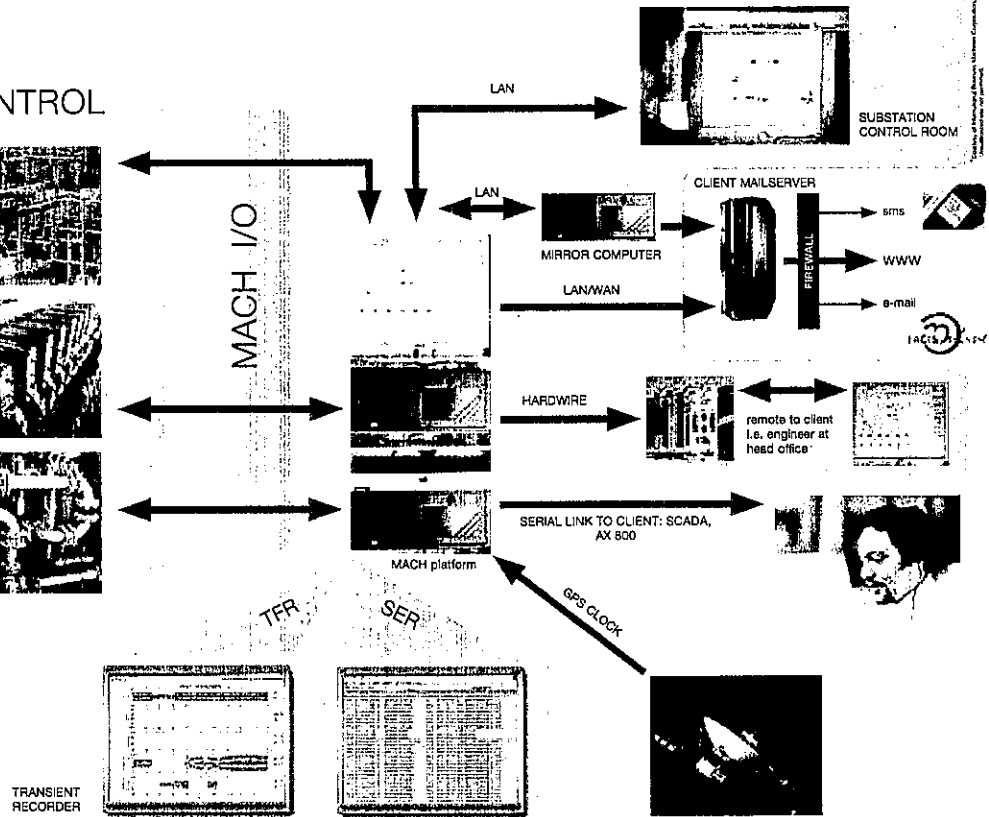 NTROL
LAN
SUBSTATION
CONTROL ROOM
MACH I/O
LAN
MIRROR COMPUTER
CLIENT MAILSERVER
FIREWALL
sms
WWW
e-mail
LAN/WAN
HARDWIRE
remote to client
i.e. engineer at
head office
SERIAL LINK TO CLIENT: SCADA,
AX 800
MACH platform
GPS CLOCK
TFR
SER
TRANSIENT
RECORDER